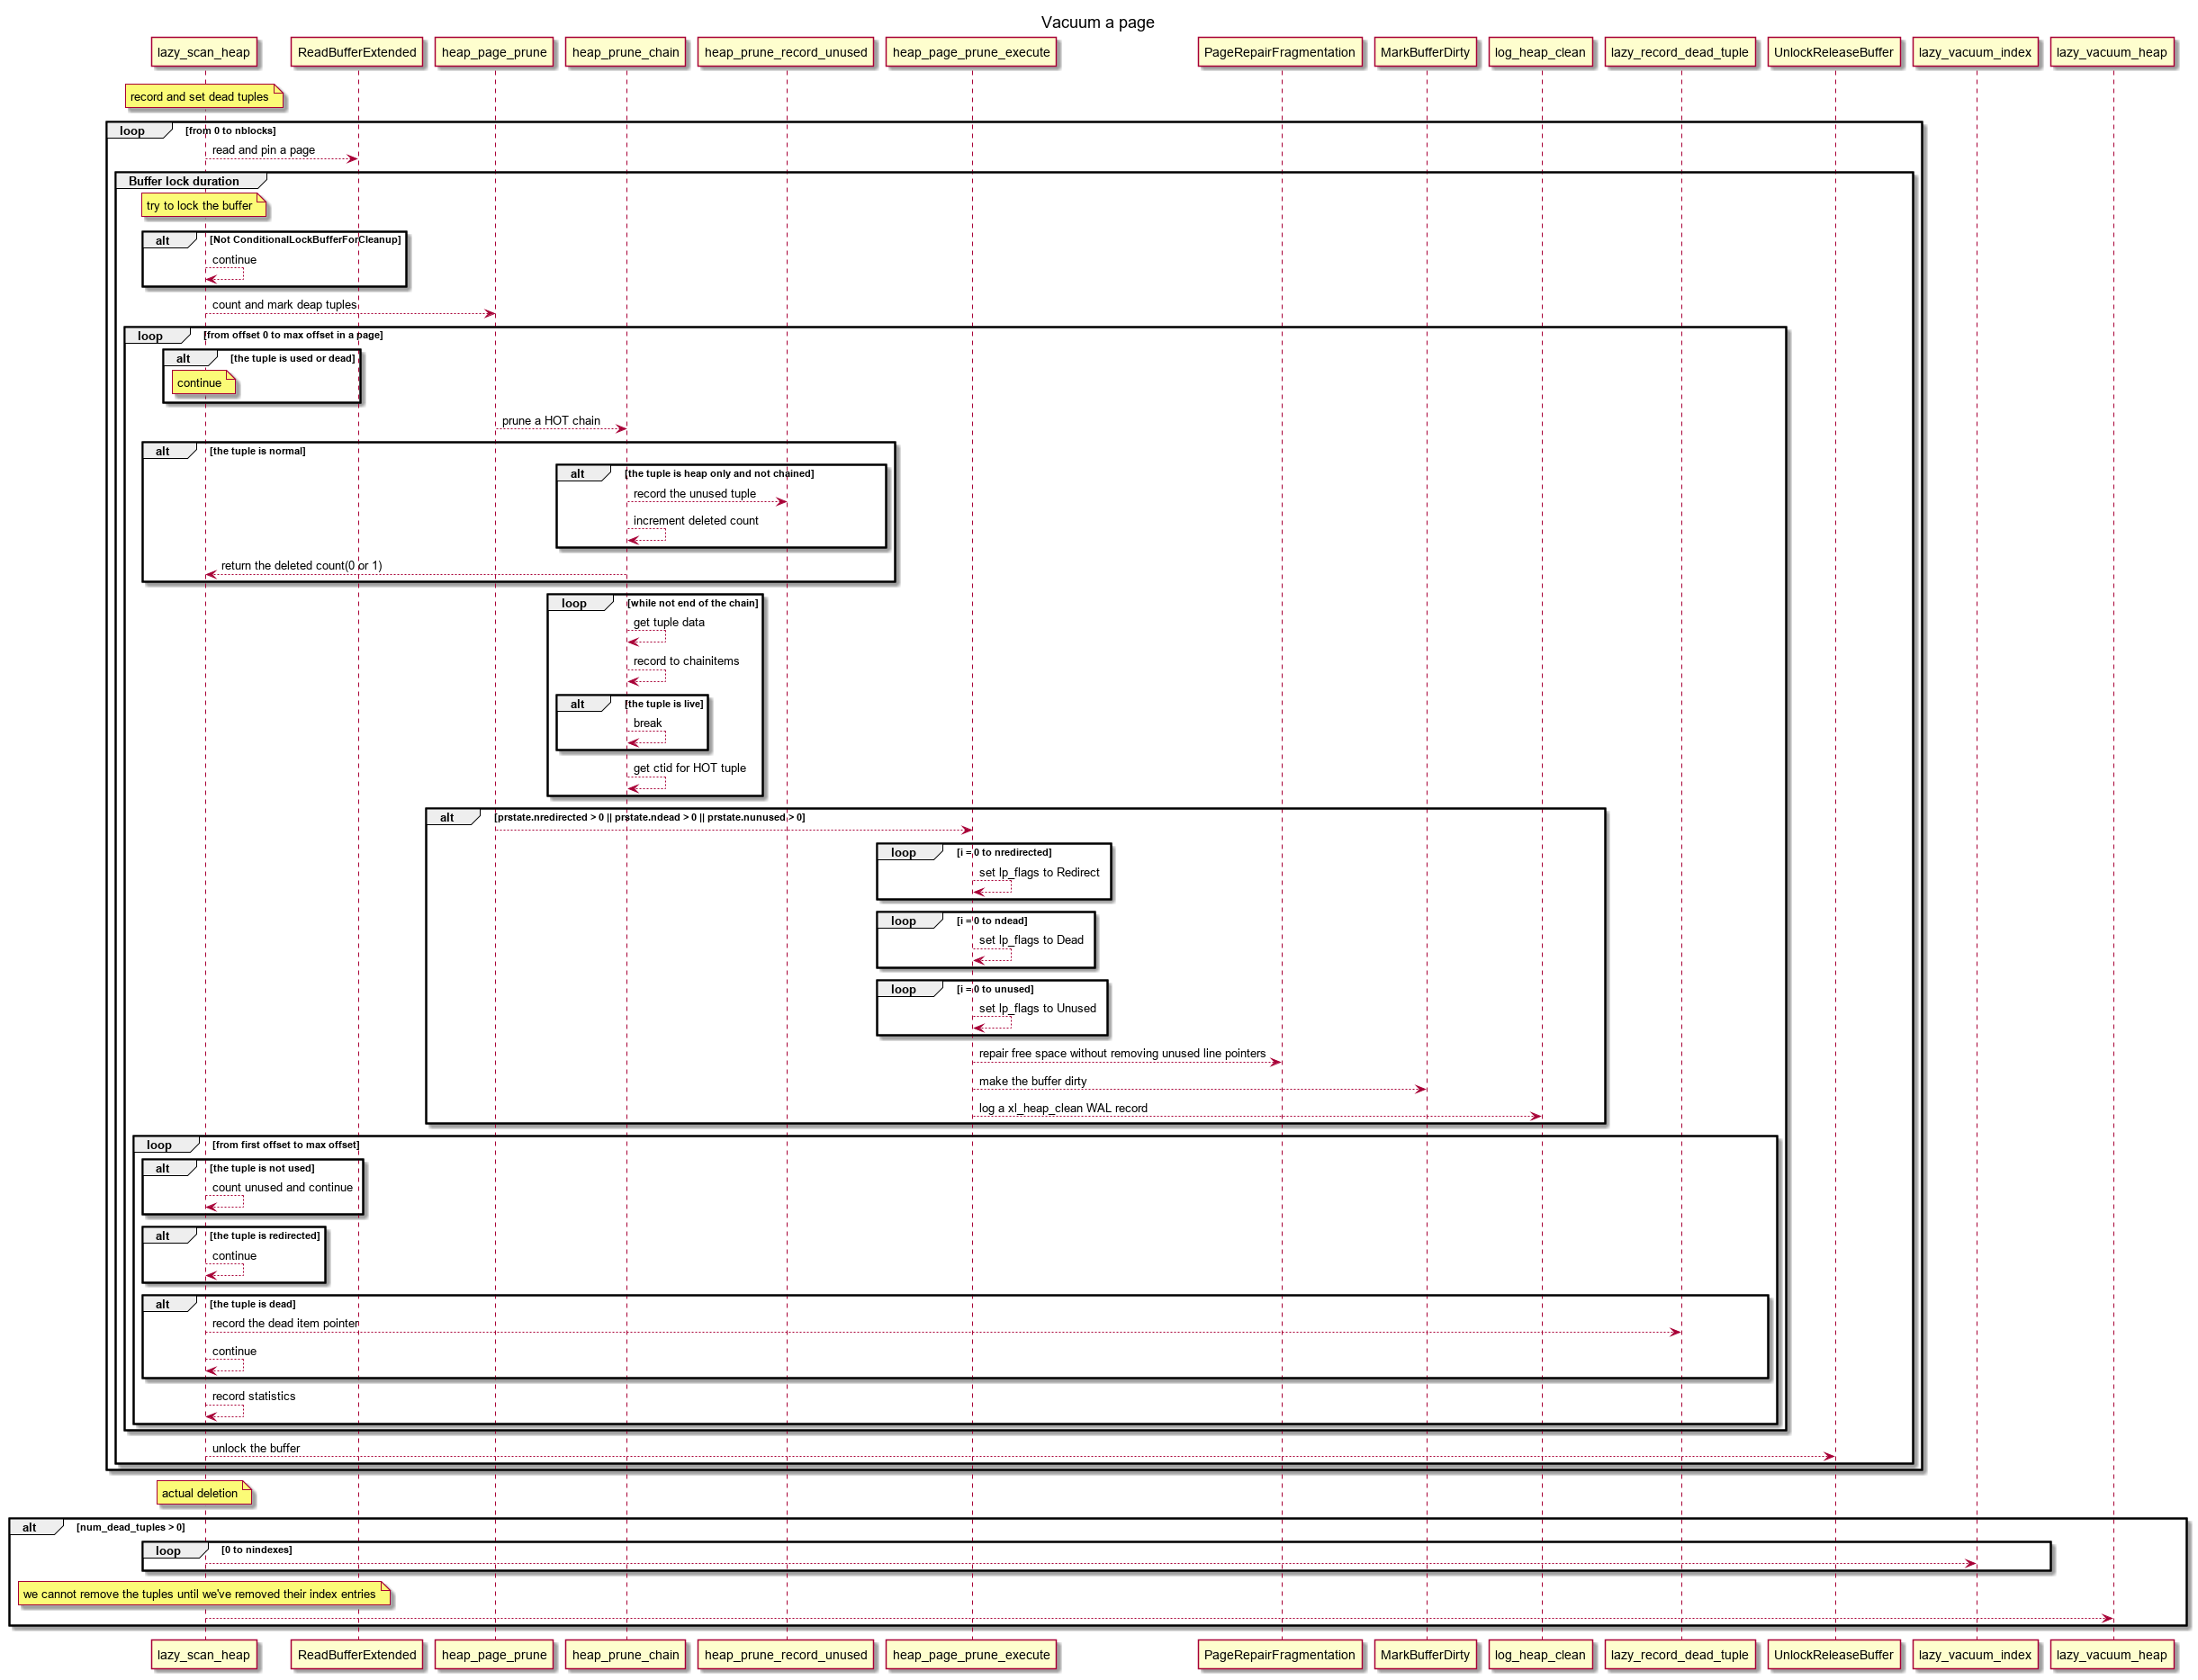 Vacuum a page
lazy_scan_heap ReadBufferExtended heap_page_prune heap_prune_chain heap_prune_record_unused heap_page_prune_execute PageRepairFragmentation MarkBufferDirty log_heap_clean lazy_record_dead_tuple UnlockReleaseBuffer lazy_vacuum_index lazy_vacuum_heap
record and set dead tuples
loop [from 0 to nblocks]
read and pin a page
Buffer lock duration
try to lock the buffer
alt [Not ConditionalLockBufferForCleanup]
continue
count and mark deap tuples
loop [from offset 0 to max offset in a page]
alt [the tuple is used or dead]
continue
prune a HOT chain
alt [the tuple is normal]
alt [the tuple is heap only and not chained]
record the unused tuple
increment deleted count
return the deleted count(0 or 1)
loop [while not end of the chain]
get tuple data
record to chainitems
alt [the tuple is live]
break
get ctid for HOT tuple
alt [prstate.nredirected > 0 || prstate.ndead > 0 || prstate.nunused > 0]
loop [i = 0 to nredirected]
set lp_flags to Redirect
loop [i = 0 to ndead]
set lp_flags to Dead
loop [i = 0 to unused]
set lp_flags to Unused
repair free space without removing unused line pointers
make the buffer dirty
log a xl_heap_clean WAL record
loop [from first offset to max offset]
alt [the tuple is not used]
count unused and continue
alt [the tuple is redirected]
continue
alt [the tuple is dead]
record the dead item pointer
continue
record statistics
unlock the buffer
actual deletion
alt [num_dead_tuples > 0]
loop [0 to nindexes]
we cannot remove the tuples until we've removed their index entries
lazy_scan_heap ReadBufferExtended heap_page_prune heap_prune_chain heap_prune_record_unused heap_page_prune_execute PageRepairFragmentation MarkBufferDirty log_heap_clean lazy_record_dead_tuple UnlockReleaseBuffer lazy_vacuum_index lazy_vacuum_heap